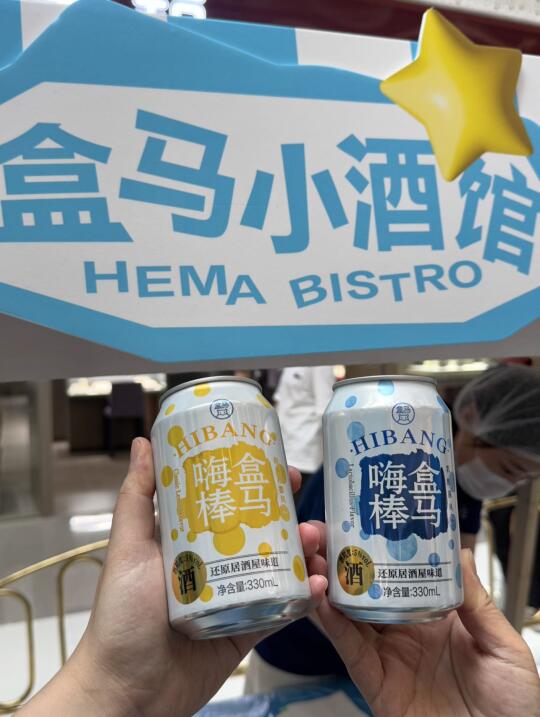 盒马小酒馆
HEMA BISTRO
HIBANG
盒马
嗨棒
酒
还原居酒屋味道
净含量:330mL
HIBANG
Lactobacillus Flavor
盒马
嗨棒
酒
还原居酒屋味道
净含量:330mL